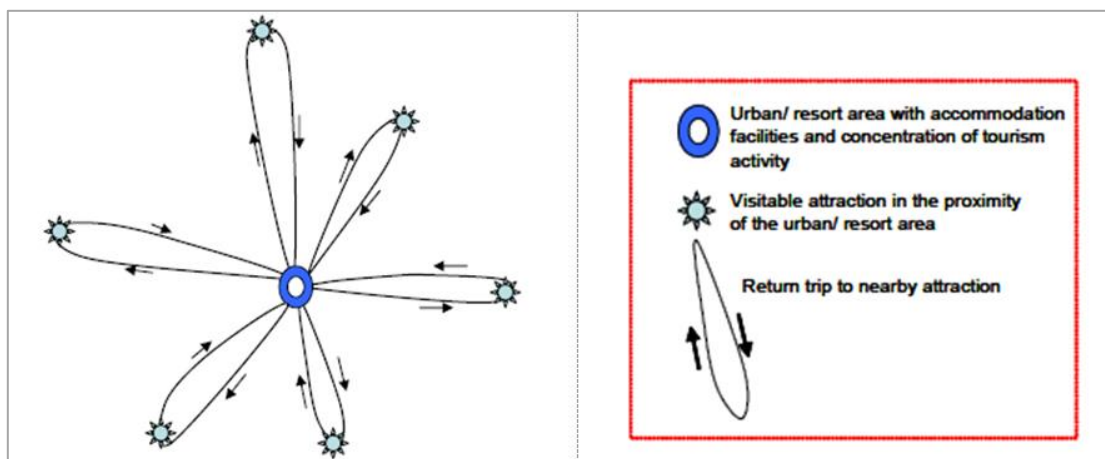 Urban/ resort area with accommodation
facilities and concentration of tourism
activity
Visitable attraction in the proximity
of the urban/ resort area
Return trip to nearby attraction